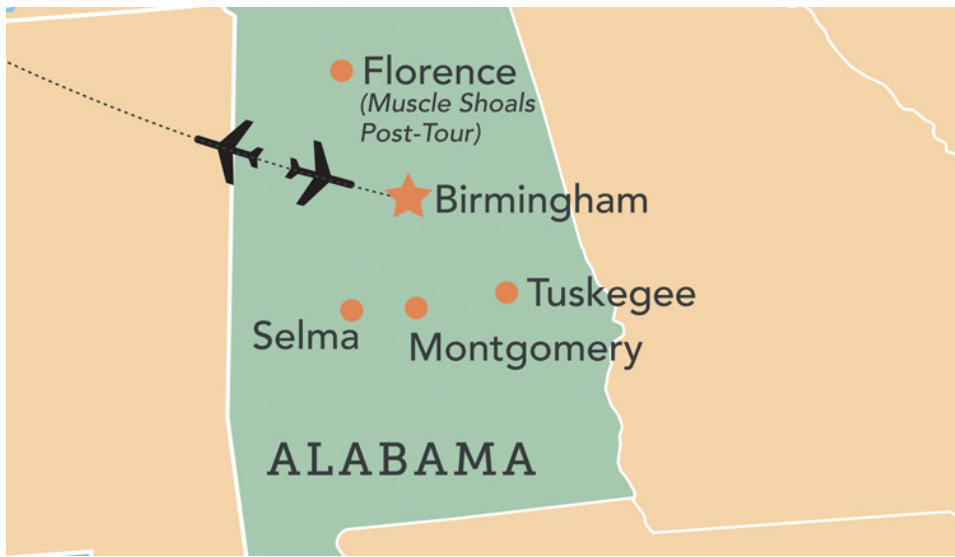 Florence
(Muscle Shoals
Post-Tour)
Birmingham
Tuskegee
Selma
Montgomery
ALABAMA